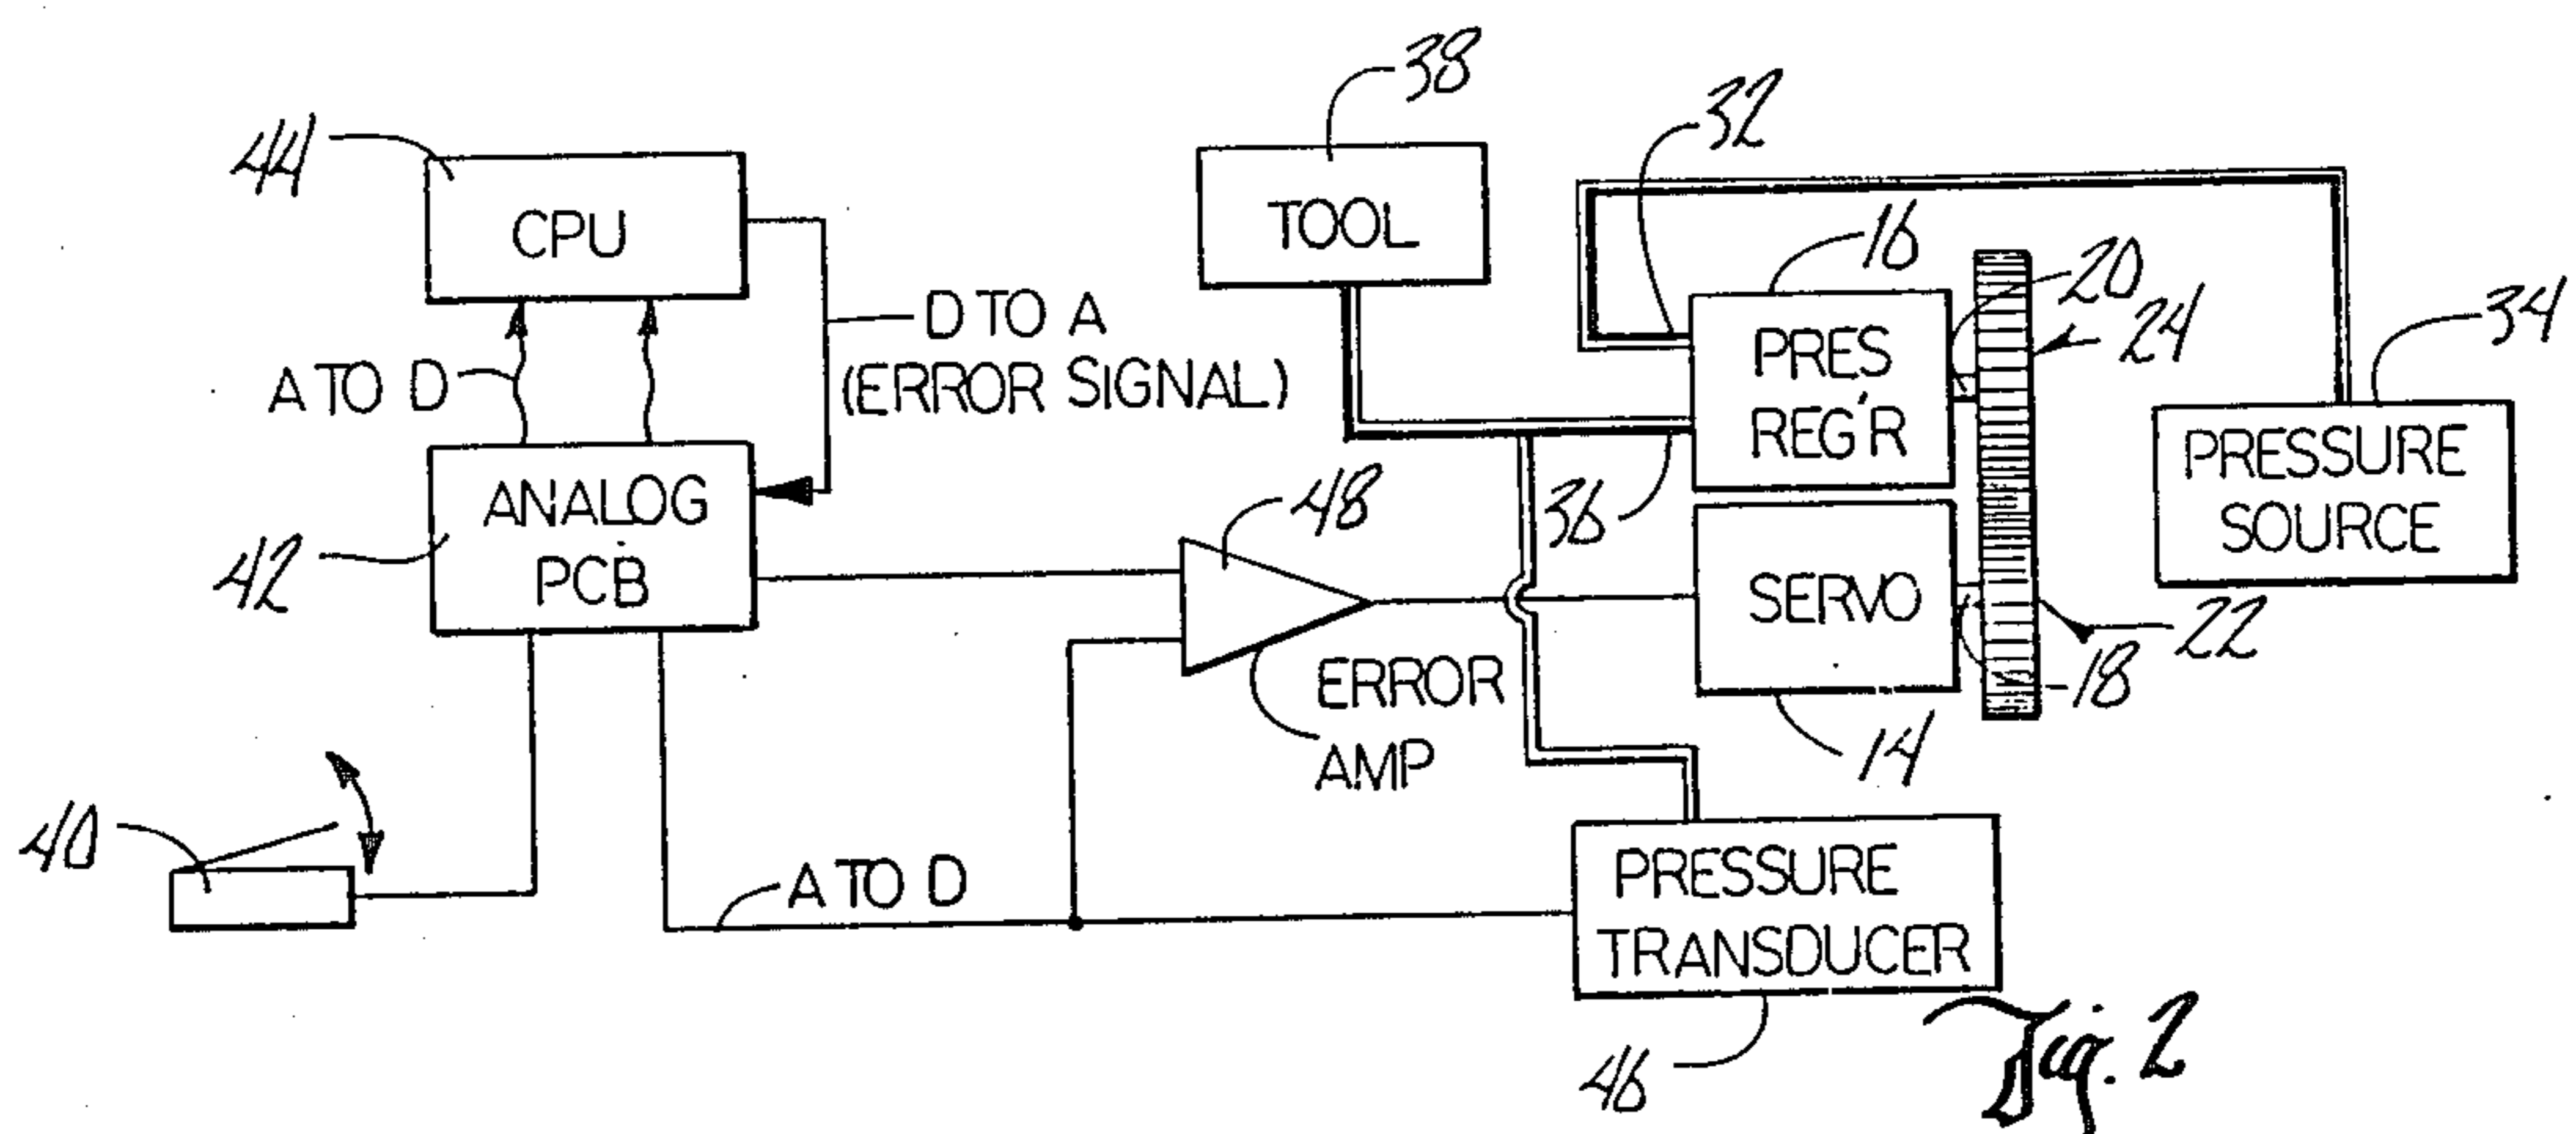 38
32
44
CPU
TOOL
16
20
24
34
D TO A
(ERROR SIGNAL)
A TO D
PRES
REG'R
PRESSURE
SOURCE
ANALOG
PCB
42
48
36
SERVO
22
18
ERROR
AMP
14
40
A TO D
PRESSURE
TRANSDUCER
46
Fig. 2